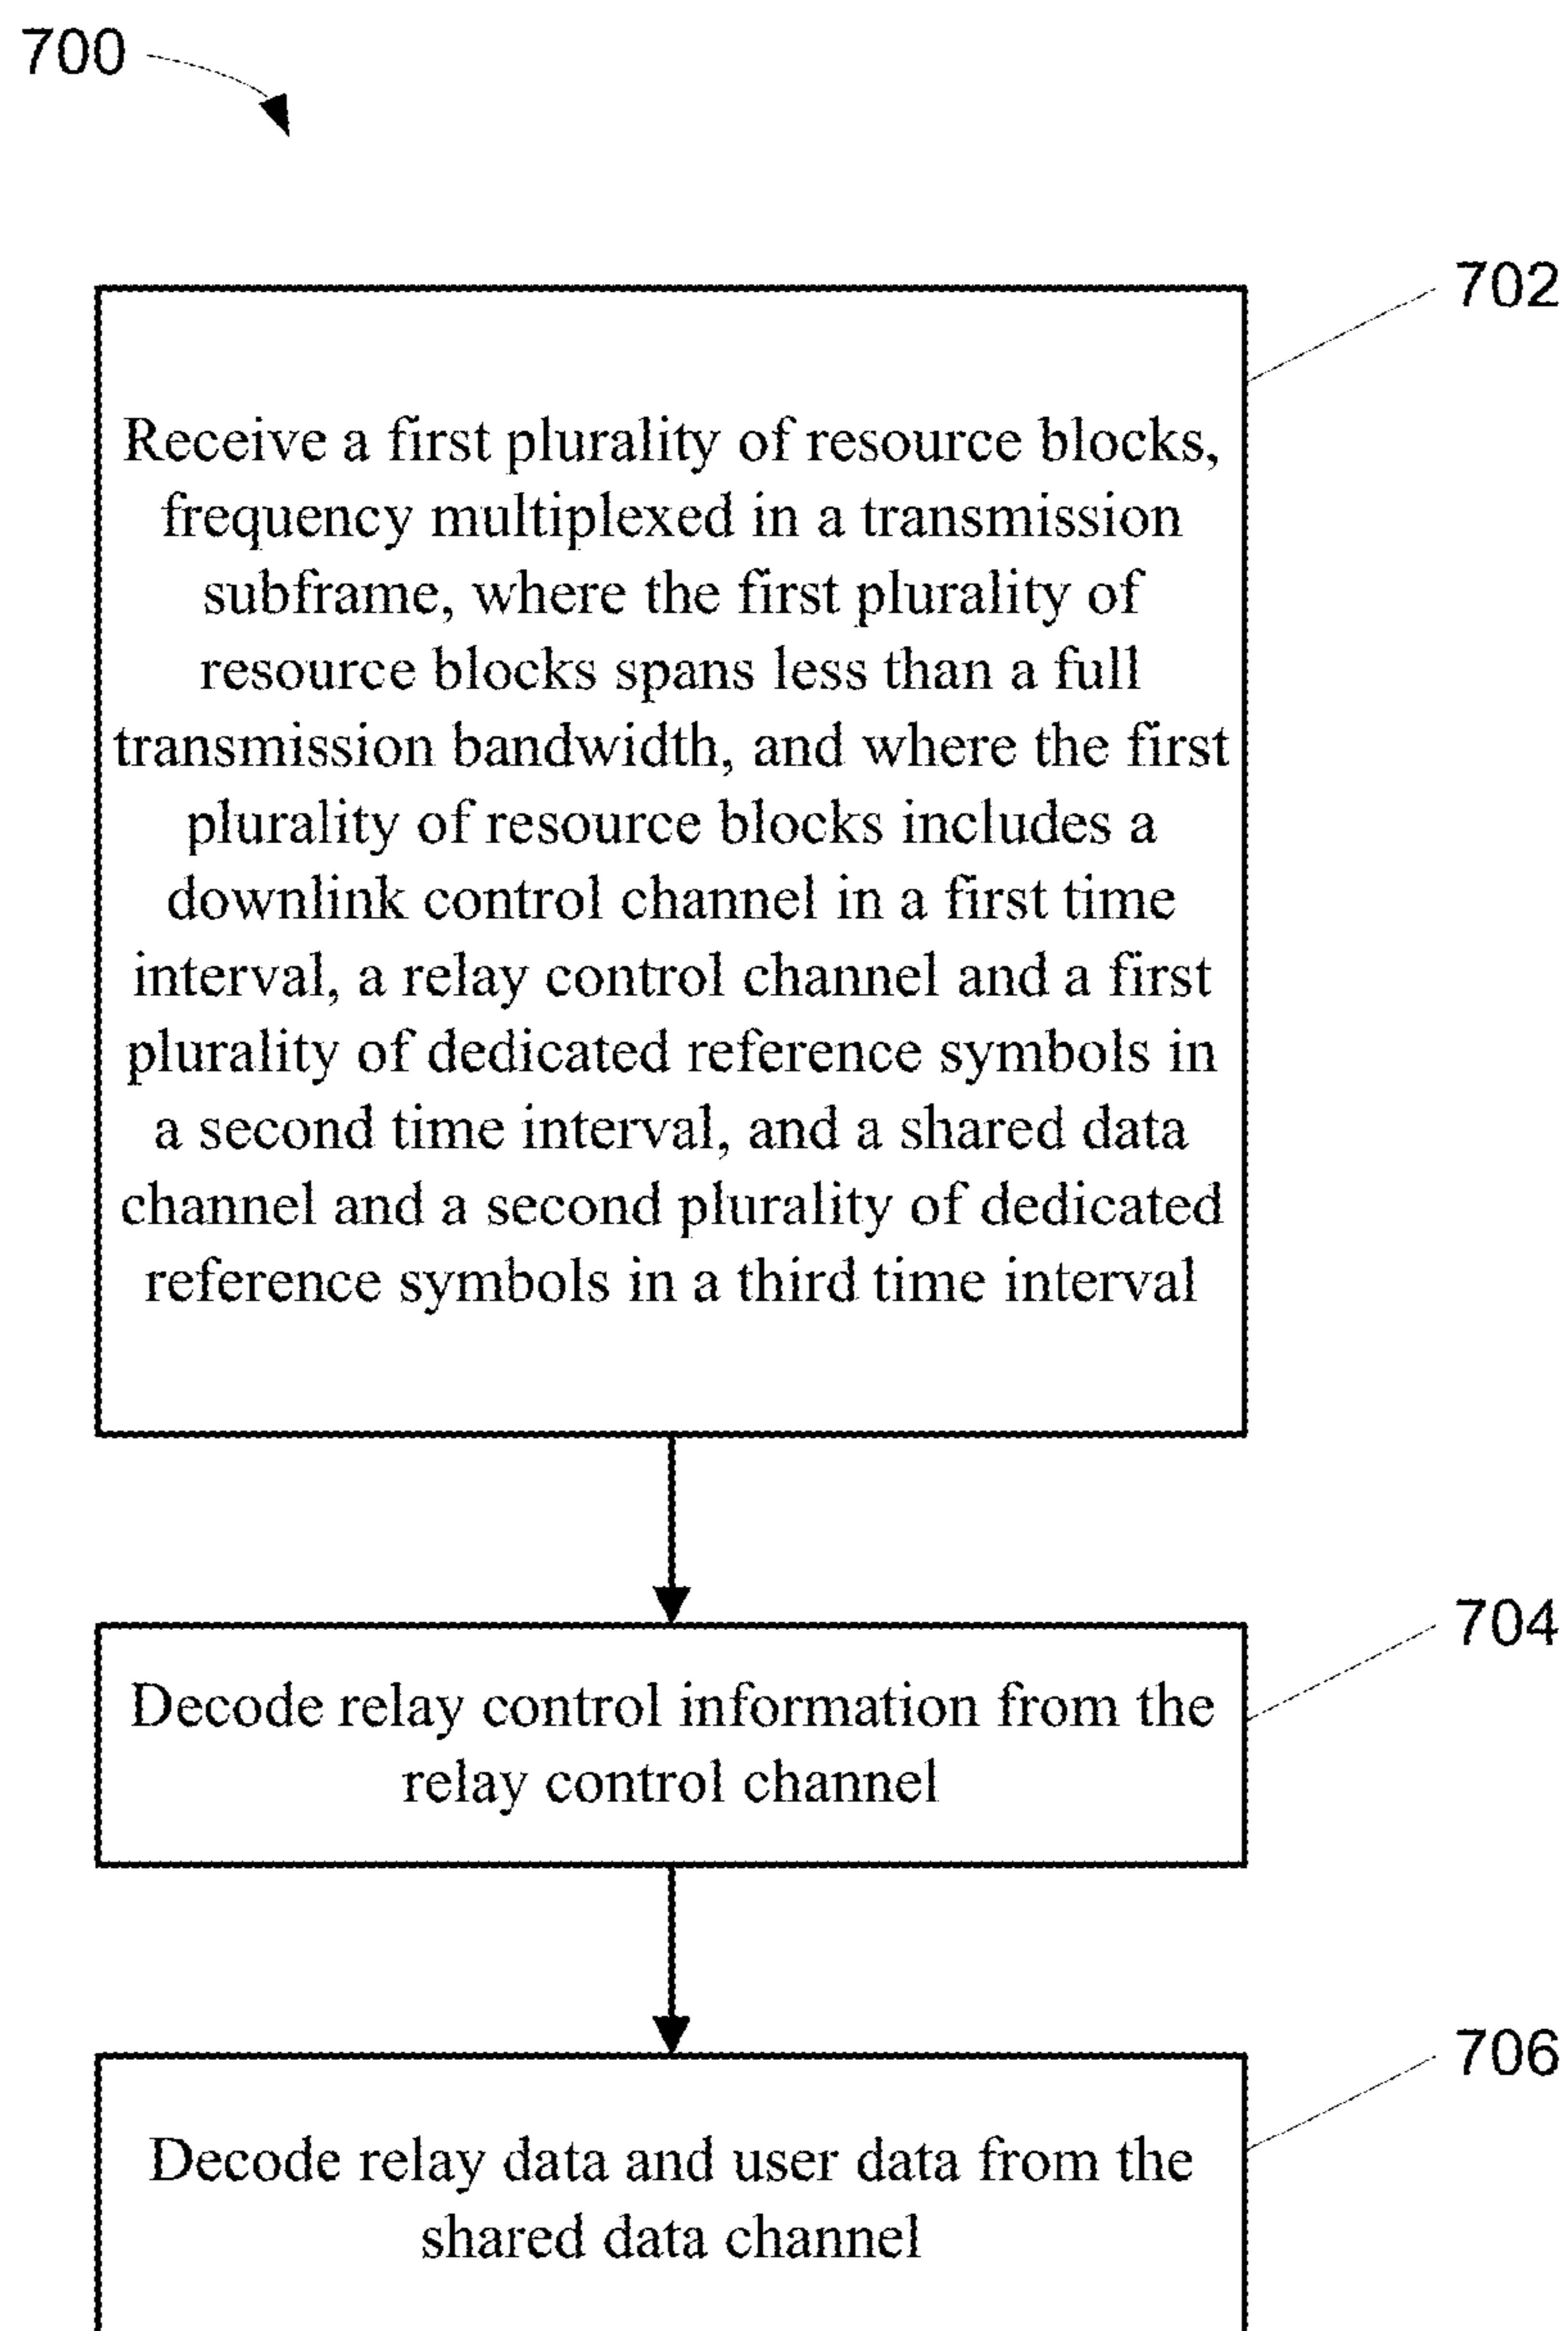 700
702
Receive a first plurality of resource blocks,
frequency multiplexed in a transmission
subframe, where the first plurality of
resource blocks spans less than a full
transmission bandwidth, and where the first
plurality of resource blocks includes a
downlink control channel in a first time
interval, a relay control channel and a first
plurality of dedicated reference symbols in
a second time interval, and a shared data
channel and a second plurality of dedicated
reference symbols in a third time interval
704
Decode relay control information from the
relay control channel
706
Decode relay data and user data from the
shared data channel